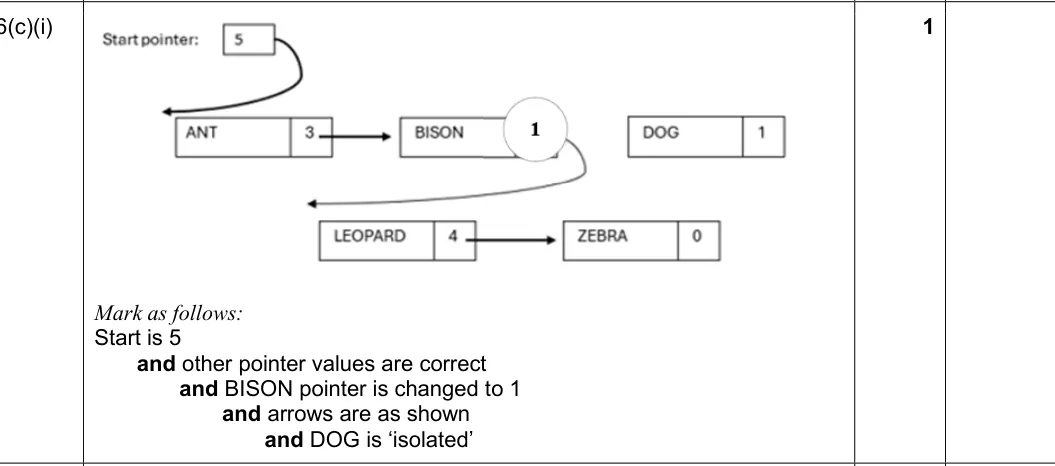 6(c)(i)
1
Start pointer: 5
ANT 3 BISON 1 DOG 1
LEOPARD 4 ZEBRA 0
Mark as follows:
Start is 5
and other pointer values are correct
and BISON pointer is changed to 1
and arrows are as shown
and DOG is ‘isolated’